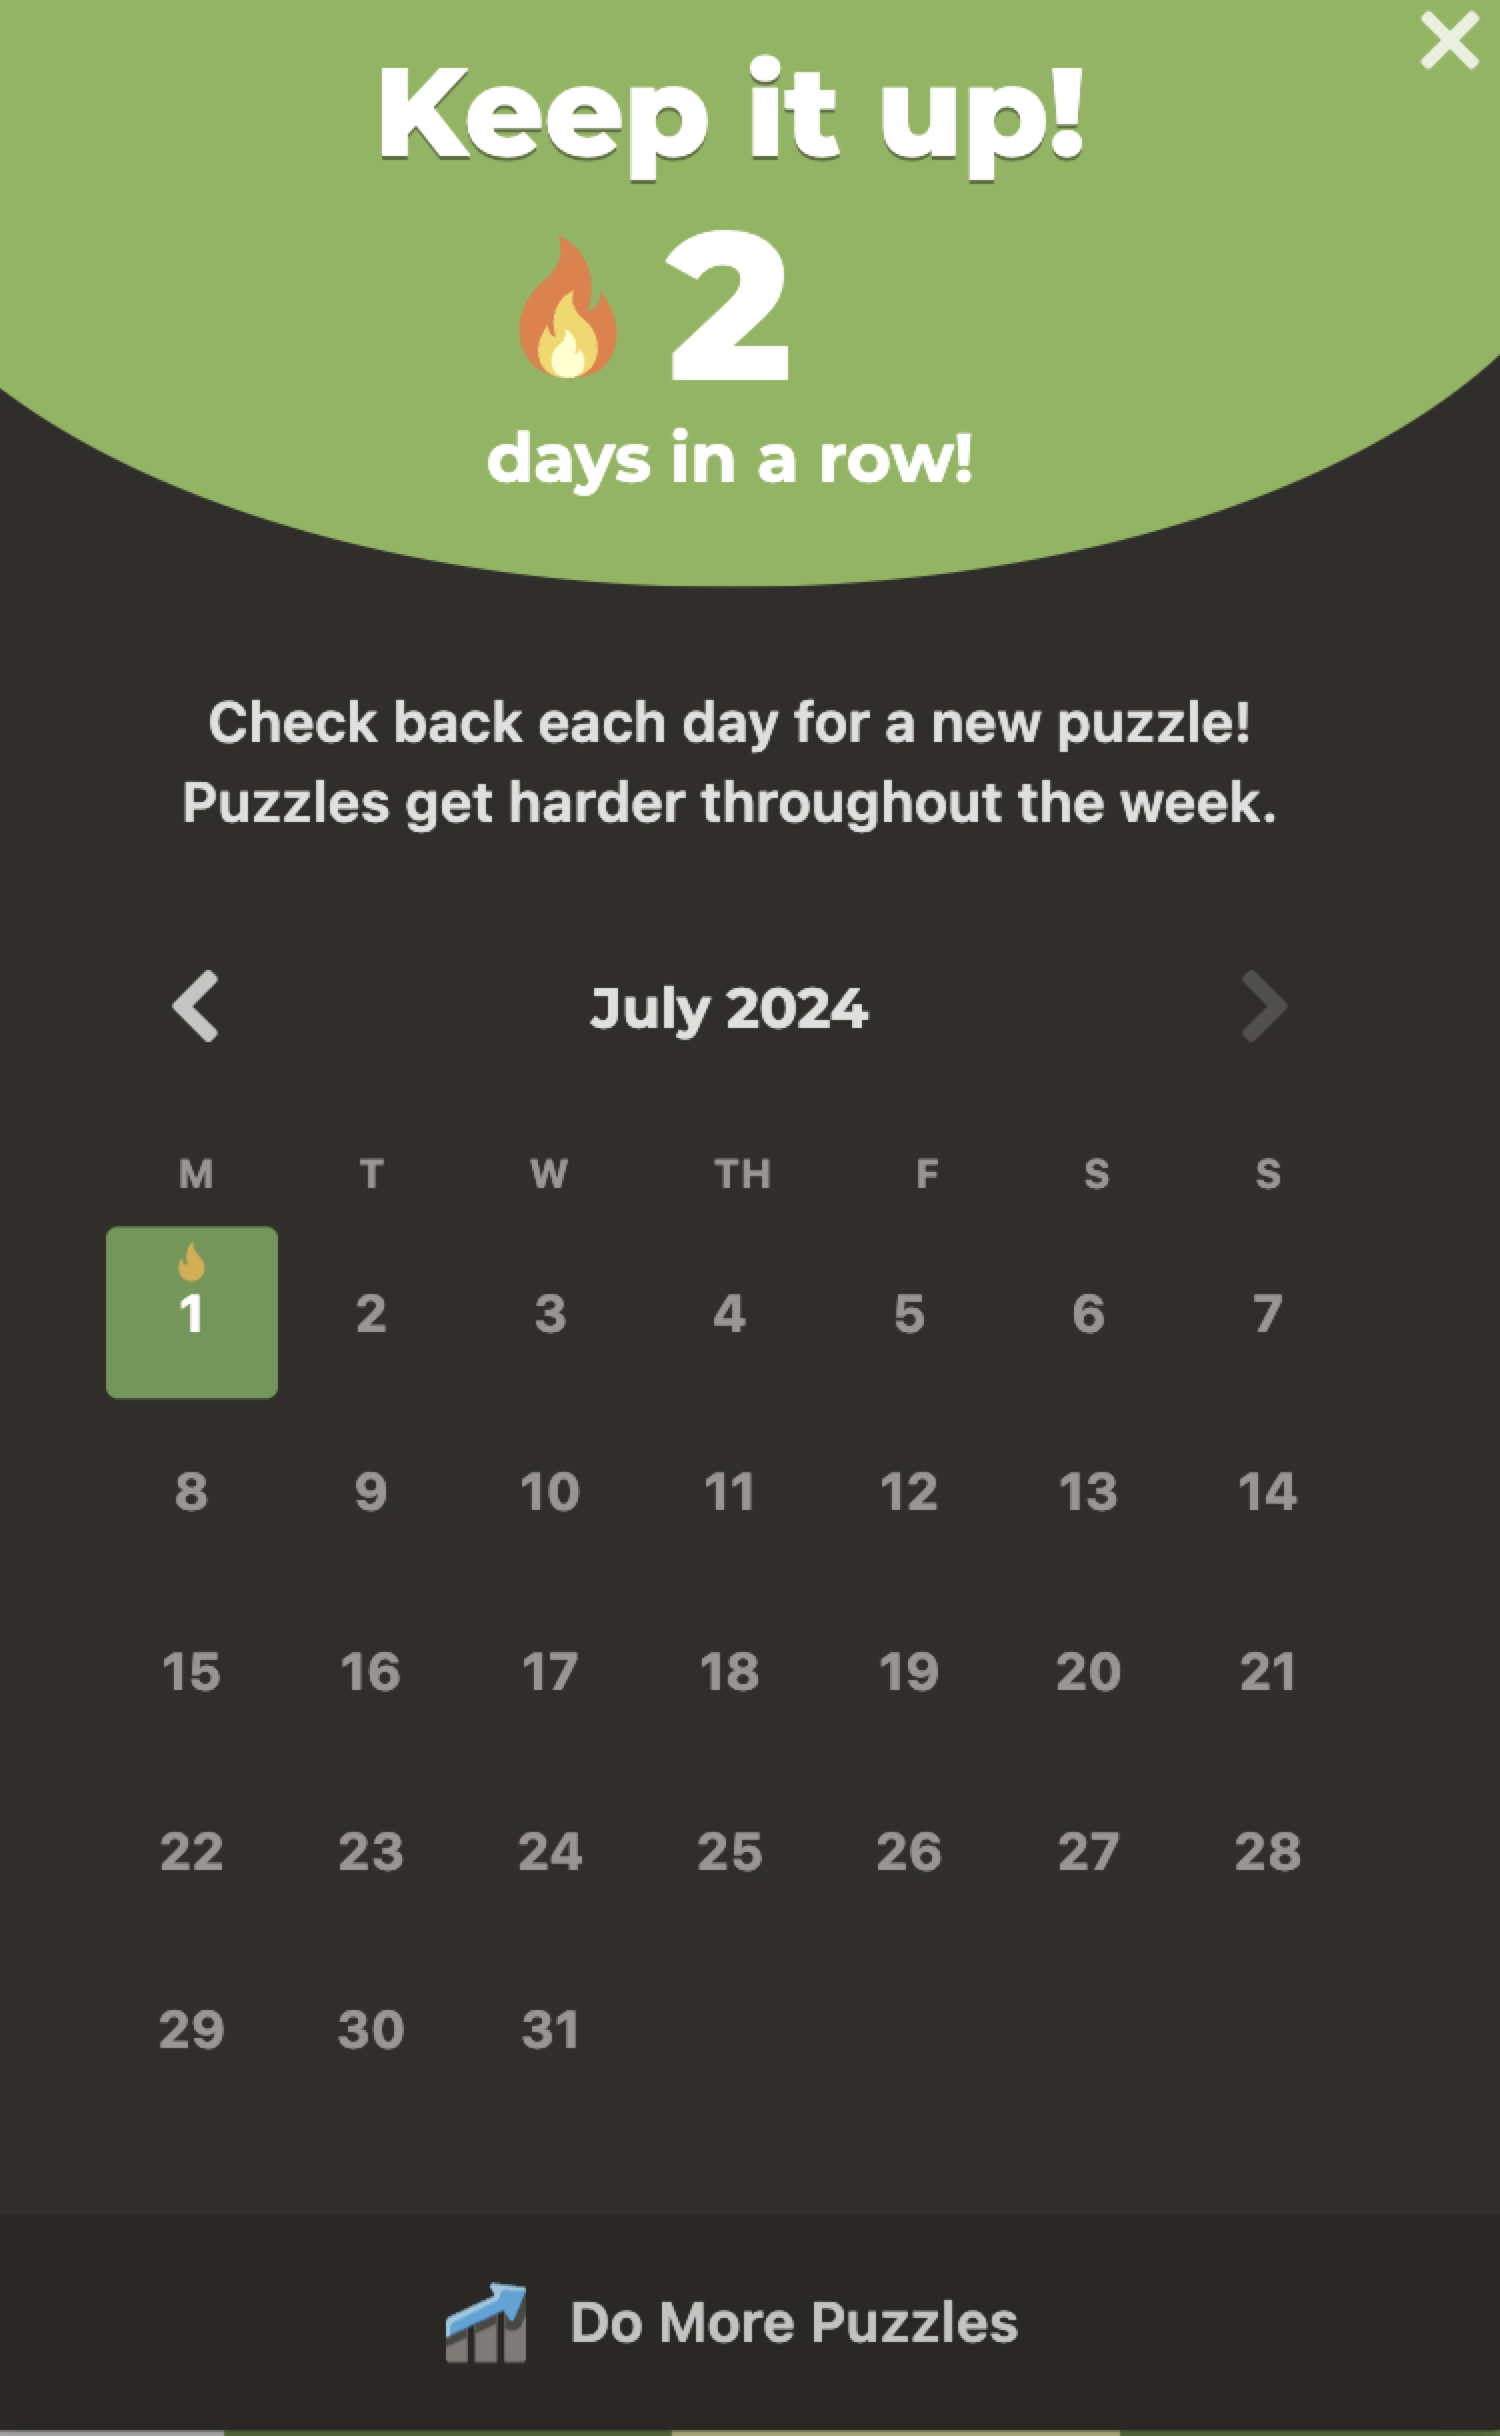 Keep it up!
2
days in a row!
Check back each day for a new puzzle!
Puzzles get harder throughout the week.
July 2024
M T W TH F S S
1 2 3 4 5 6 7
8 9 10 11 12 13 14
15 16 17 18 19 20 21
22 23 24 25 26 27 28
29 30 31
Do More Puzzles